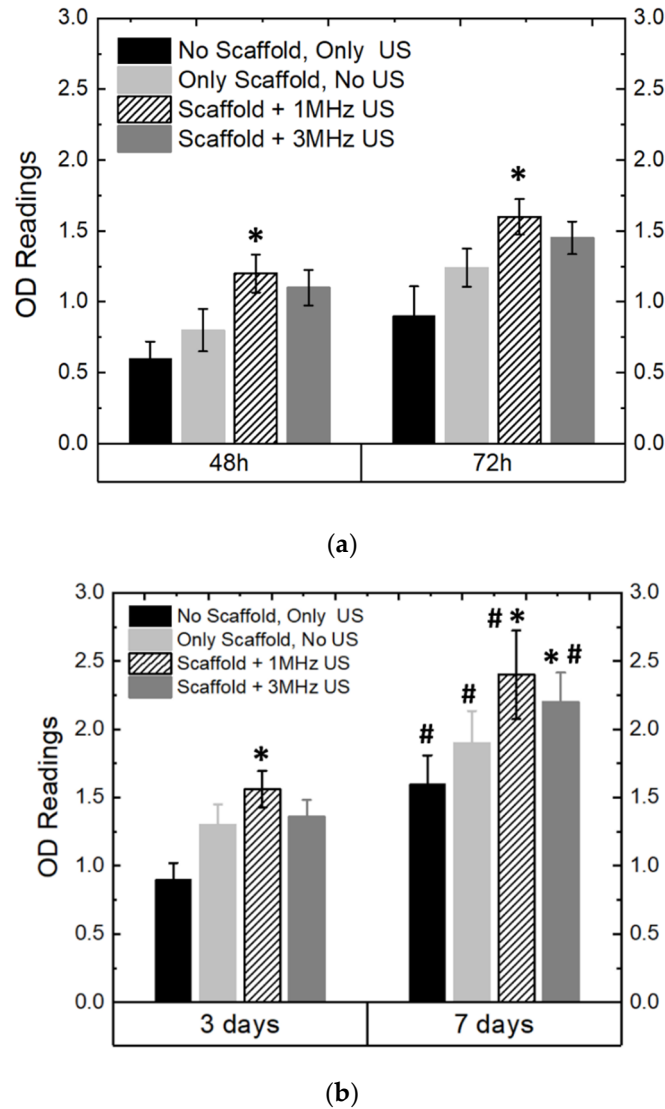 3.0
2.5
2.0
1.5
1.0
0.5
0.0
OD Readings
No Scaffold, Only US
Only Scaffold, No US
Scaffold + 1MHz US
Scaffold + 3MHz US
*
*
3.0
2.5
2.0
1.5
1.0
0.5
0.0
48h
72h
(a)
3.0
2.5
2.0
1.5
1.0
0.5
0.0
OD Readings
No Scaffold, Only US
Only Scaffold, No US
Scaffold + 1MHz US
Scaffold + 3MHz US
*
#
#
# *
* #
3.0
2.5
2.0
1.5
1.0
0.5
0.0
3 days
7 days
(b)